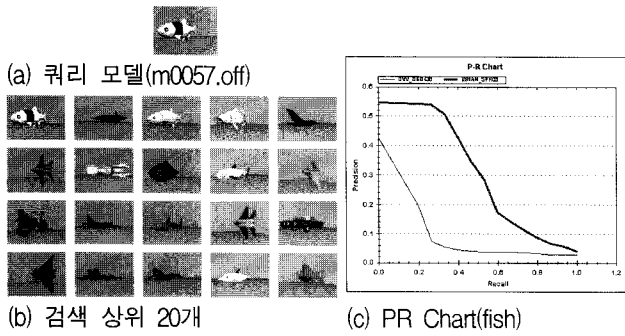 (a) 쿼리 모델(m0057.off)
(b) 검색 상위 20개
P-R Chart
0.6
0.5
0.4
0.3
0.2
0.1
0.0
Precision
0.0 0.2 0.4 0.6 0.8 1.0 1.2
Recall
(c) PR Chart(fish)